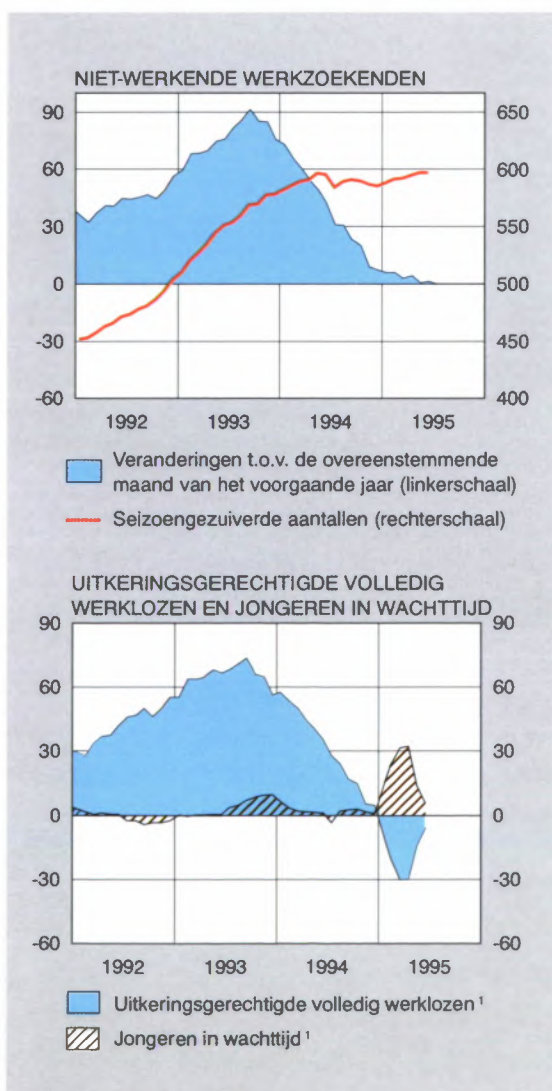 NIET-WERKENDE WERKZOEKENDEN
90 650
60 600
30 550
0 500
-30 450
-60 400
1992 1993 1994 1995
Veranderingen t.o.v. de overeenstemmende
maand van het voorgaande jaar (linkerschaal)
Seizoengezuiverde aantallen (rechterschaal)
UITKERINGSGERECHTIGDE VOLLEDIG
WERKLOZEN EN JONGEREN IN WACHTTIJD
90 90
60 60
30 30
0 0
-30 -30
-60 -60
1992 1993 1994 1995
Uitkeringsgerechtigde volledig werklozen ¹
Jongeren in wachttijd ¹